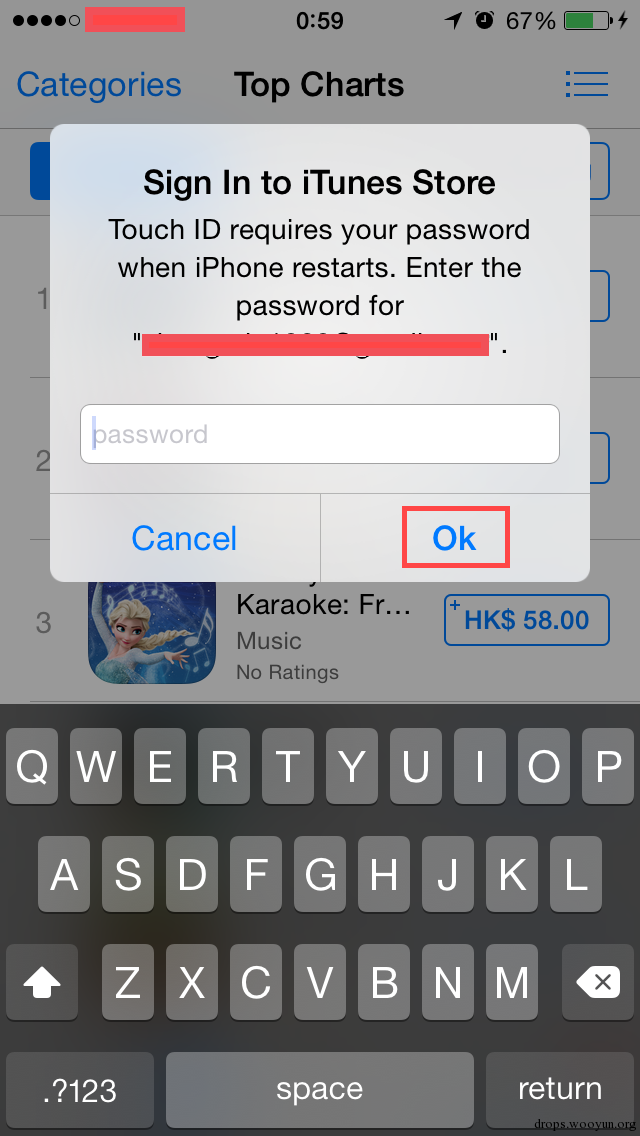 0:59
67%
Categories
Top Charts
Sign In to iTunes Store
Touch ID requires your password
when iPhone restarts. Enter the
password for
" ".
password
Cancel
Ok
1
2
3
Karaoke: Fr...
HK$ 58.00
Music
No Ratings
Q W E R T Y U I O P
A S D F G H J K L
Z X C V B N M
.?123
space
return
drops.wooyun.org